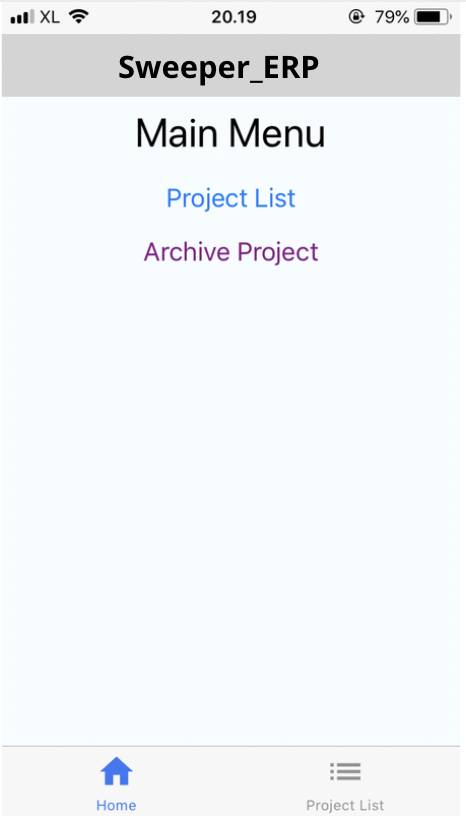 XL 20.19 79%
Sweeper_ERP
Main Menu
Project List
Archive Project
Home Project List